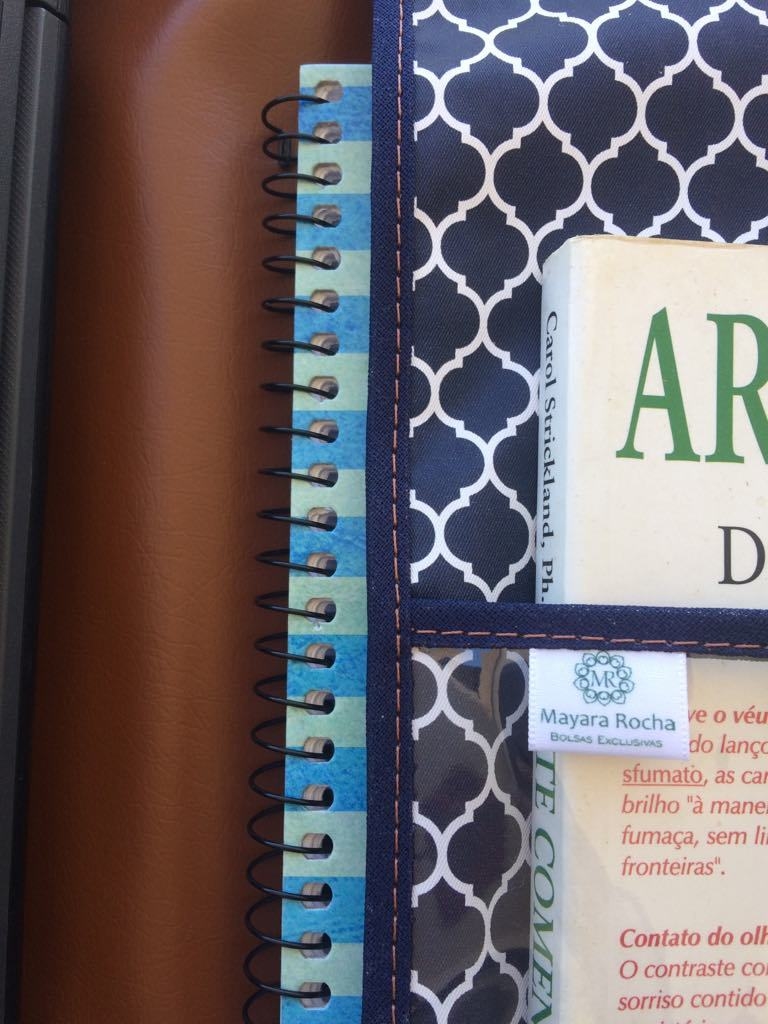 Carol Strickland, Ph.
AR
D
MR
Mayara Rocha
BOLSAS EXCLUSIVAS
TE COMEN
ve o véu
do lanço
sfumato, as car
brilho "à manei
fumaça, sem li
fronteiras".
Contato do olh
O contraste co
sorriso contido